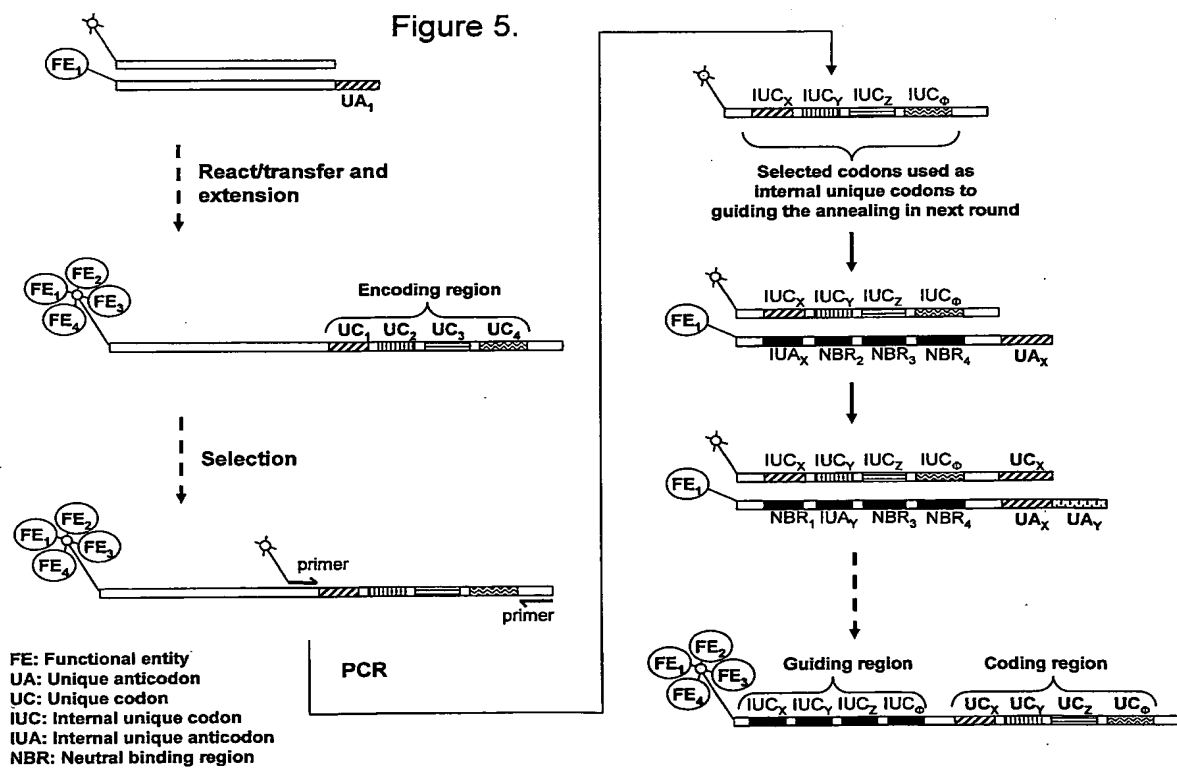 Figure 5.
FE₁
UA₁
React/transfer and
extension
FE₁ FE₂ FE₃ FE₄
Encoding region
UC₁ UC₂ UC₃ UC₄
Selection
FE₁ FE₂ FE₃ FE₄
primer
primer
PCR
FE: Functional entity
UA: Unique anticodon
UC: Unique codon
IUC: Internal unique codon
IUA: Internal unique anticodon
NBR: Neutral binding region
IUCX IUCY IUCZ IUCΦ
Selected codons used as
internal unique codons to
guiding the annealing in next round
IUCX IUCY IUCZ IUCΦ
FE₁
IUAX NBR₂ NBR₃ NBR₄ UAX
IUCX IUCY IUCZ IUCΦ UCX
FE₁
NBR₁ IUAY NBR₃ NBR₄ UAX UAY
FE₁ FE₂ FE₃ FE₄
Guiding region Coding region
IUCX IUCY IUCZ IUCΦ UCX UCY UCZ UCΦ